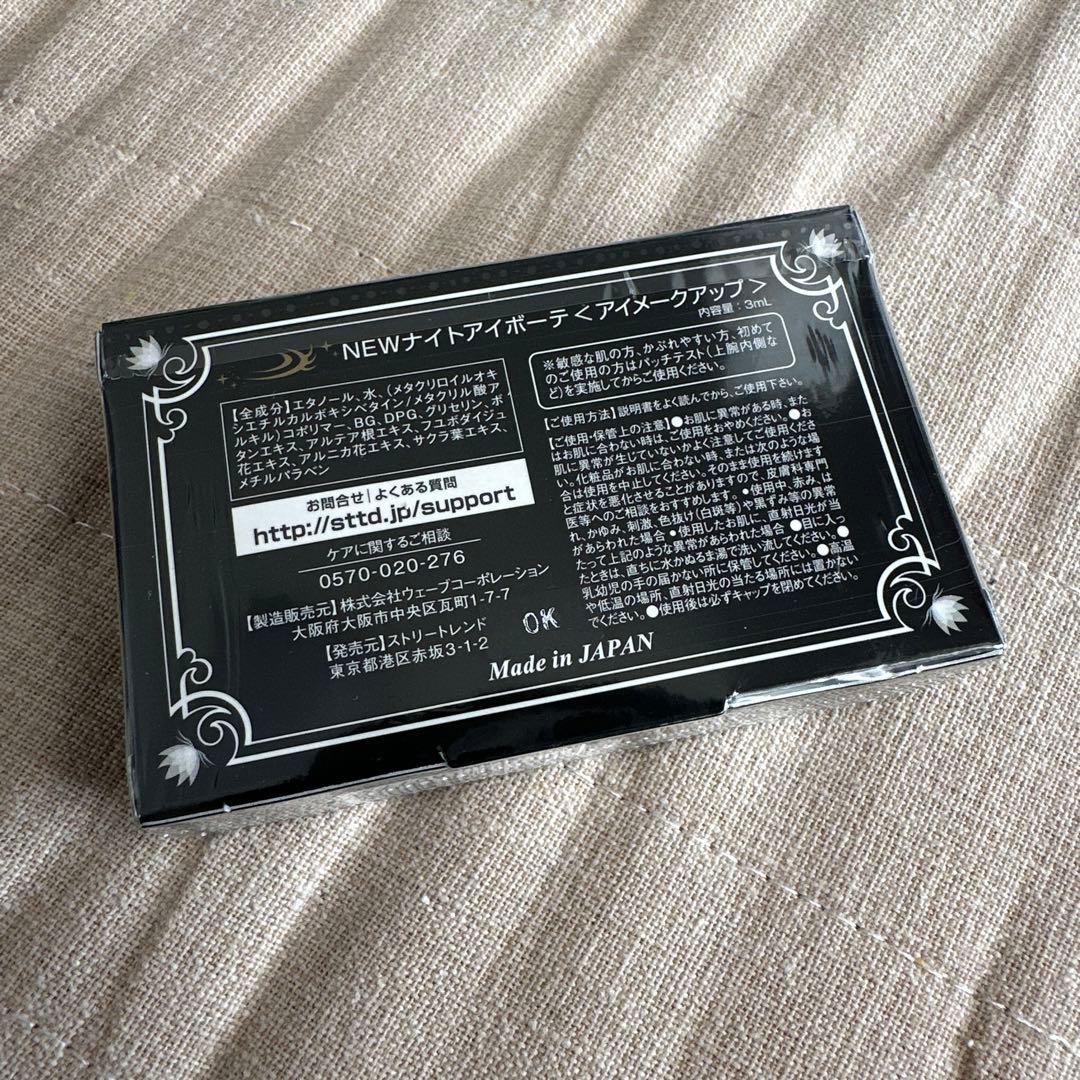 NEWナイトアイボーテ＜アイメークアップ＞
内容量：3mL
【全成分】エタノール、水、(メタクリロイルオキ
シエチルカルボキシベタイン/メタクリル酸ア
ルキル)コポリマー、BG、DPG、グリセリン、ボ
タンエキス、アルテア根エキス、フユボダイジュ
花エキス、アルニカ花エキス、サクラ葉エキス、
メチルパラベン
お問合せ|よくある質問
http://sttd.jp/support
ケアに関するご相談
0570-020-276
【製造販売元】株式会社ウェーブコーポレーション
大阪府大阪市中央区瓦町1-7-7
【発売元】ストリートレンド
東京都港区赤坂3-1-2
※敏感な肌の方、かぶれやすい方、初めて
のご使用の方はパッチテスト(上腕内側な
ど)を実施してからご使用ください。
【ご使用方法】説明書をよく読んでから、ご使用下さい。
【ご使用・保管上の注意】●お肌に異常がある時、また
はお肌に合わない時は、ご使用をおやめください。●お
肌に異常が生じていないかよく注意してご使用くださ
い。化粧品がお肌に合わない時、または次のような場
合は使用を中止してください。そのまま使用を続けます
と症状を悪化させることがありますので、皮膚科専門
医等へのご相談をおすすめします。●使用中、赤み、は
れ、かゆみ、刺激、色抜け(白斑等)や黒ずみ等の異常
があらわれた場合 ●使用したお肌に、直射日光が当
たって上記のような異常があらわれた場合 ●目に入っ
たときは、直ちに水かぬるま湯で洗い流してください。●
乳幼児の手の届かない所に保管してください。●高温
や低温の場所、直射日光の当たる場所には置かない
でください。●使用後は必ずキャップを閉めてください。
OK
Made in JAPAN